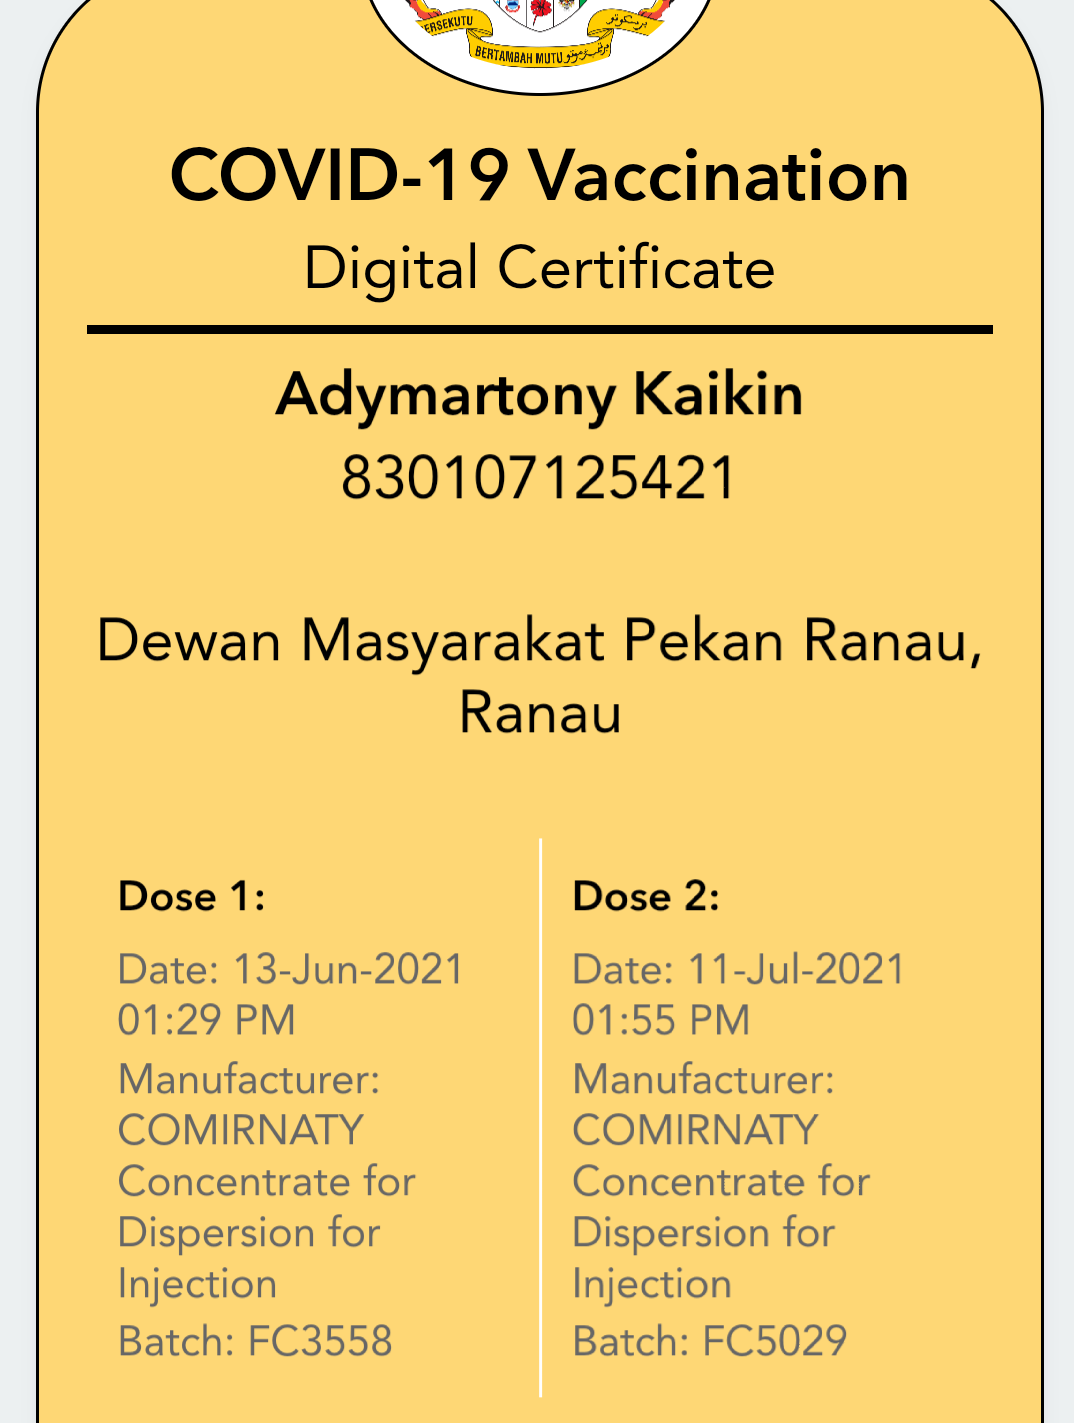 ERSEKUTU
BERTAMBAH MUTU
COVID-19 Vaccination
Digital Certificate
Adymartony Kaikin
830107125421
Dewan Masyarakat Pekan Ranau,
Ranau
Dose 1:
Date: 13-Jun-2021
01:29 PM
Manufacturer:
COMIRNATY
Concentrate for
Dispersion for
Injection
Batch: FC3558
Dose 2:
Date: 11-Jul-2021
01:55 PM
Manufacturer:
COMIRNATY
Concentrate for
Dispersion for
Injection
Batch: FC5029